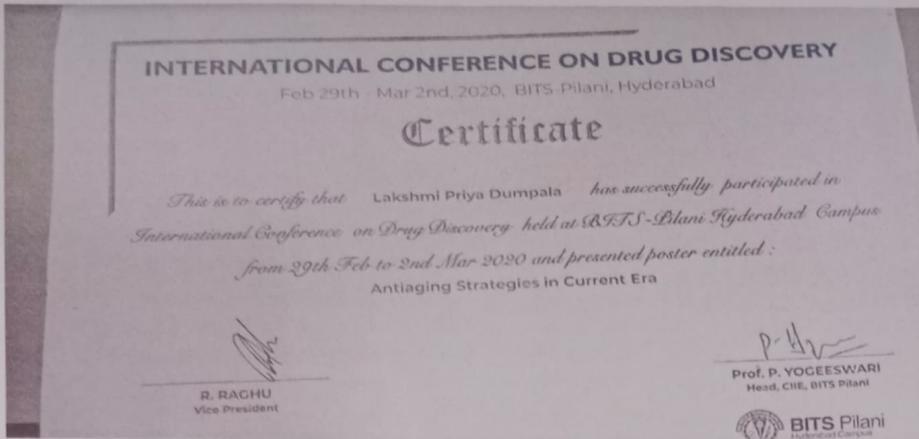 INTERNATIONAL CONFERENCE ON DRUG DISCOVERY
Feb 29th - Mar 2nd, 2020, BITS-Pilani, Hyderabad
Certificate
This is to certify that Lakshmi Priya Dumpala has successfully participated in
International Conference on Drug Discovery held at BITS-Pilani Hyderabad Campus
from 29th Feb to 2nd Mar 2020 and presented poster entitled :
Antiaging Strategies in Current Era
R. RAGHU
Vice President
Prof. P. YOGEESWARI
Head, CIIE, BITS Pilani
BITS Pilani
Hyderabad Campus